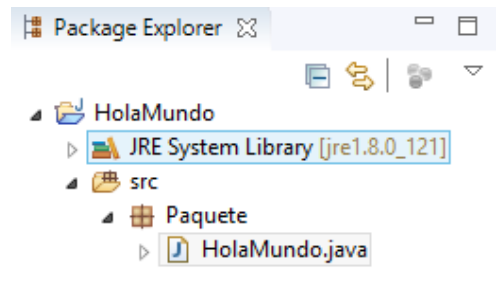 Package Explorer
HolaMundo
JRE System Library [jre1.8.0_121]
src
Paquete
HolaMundo.java